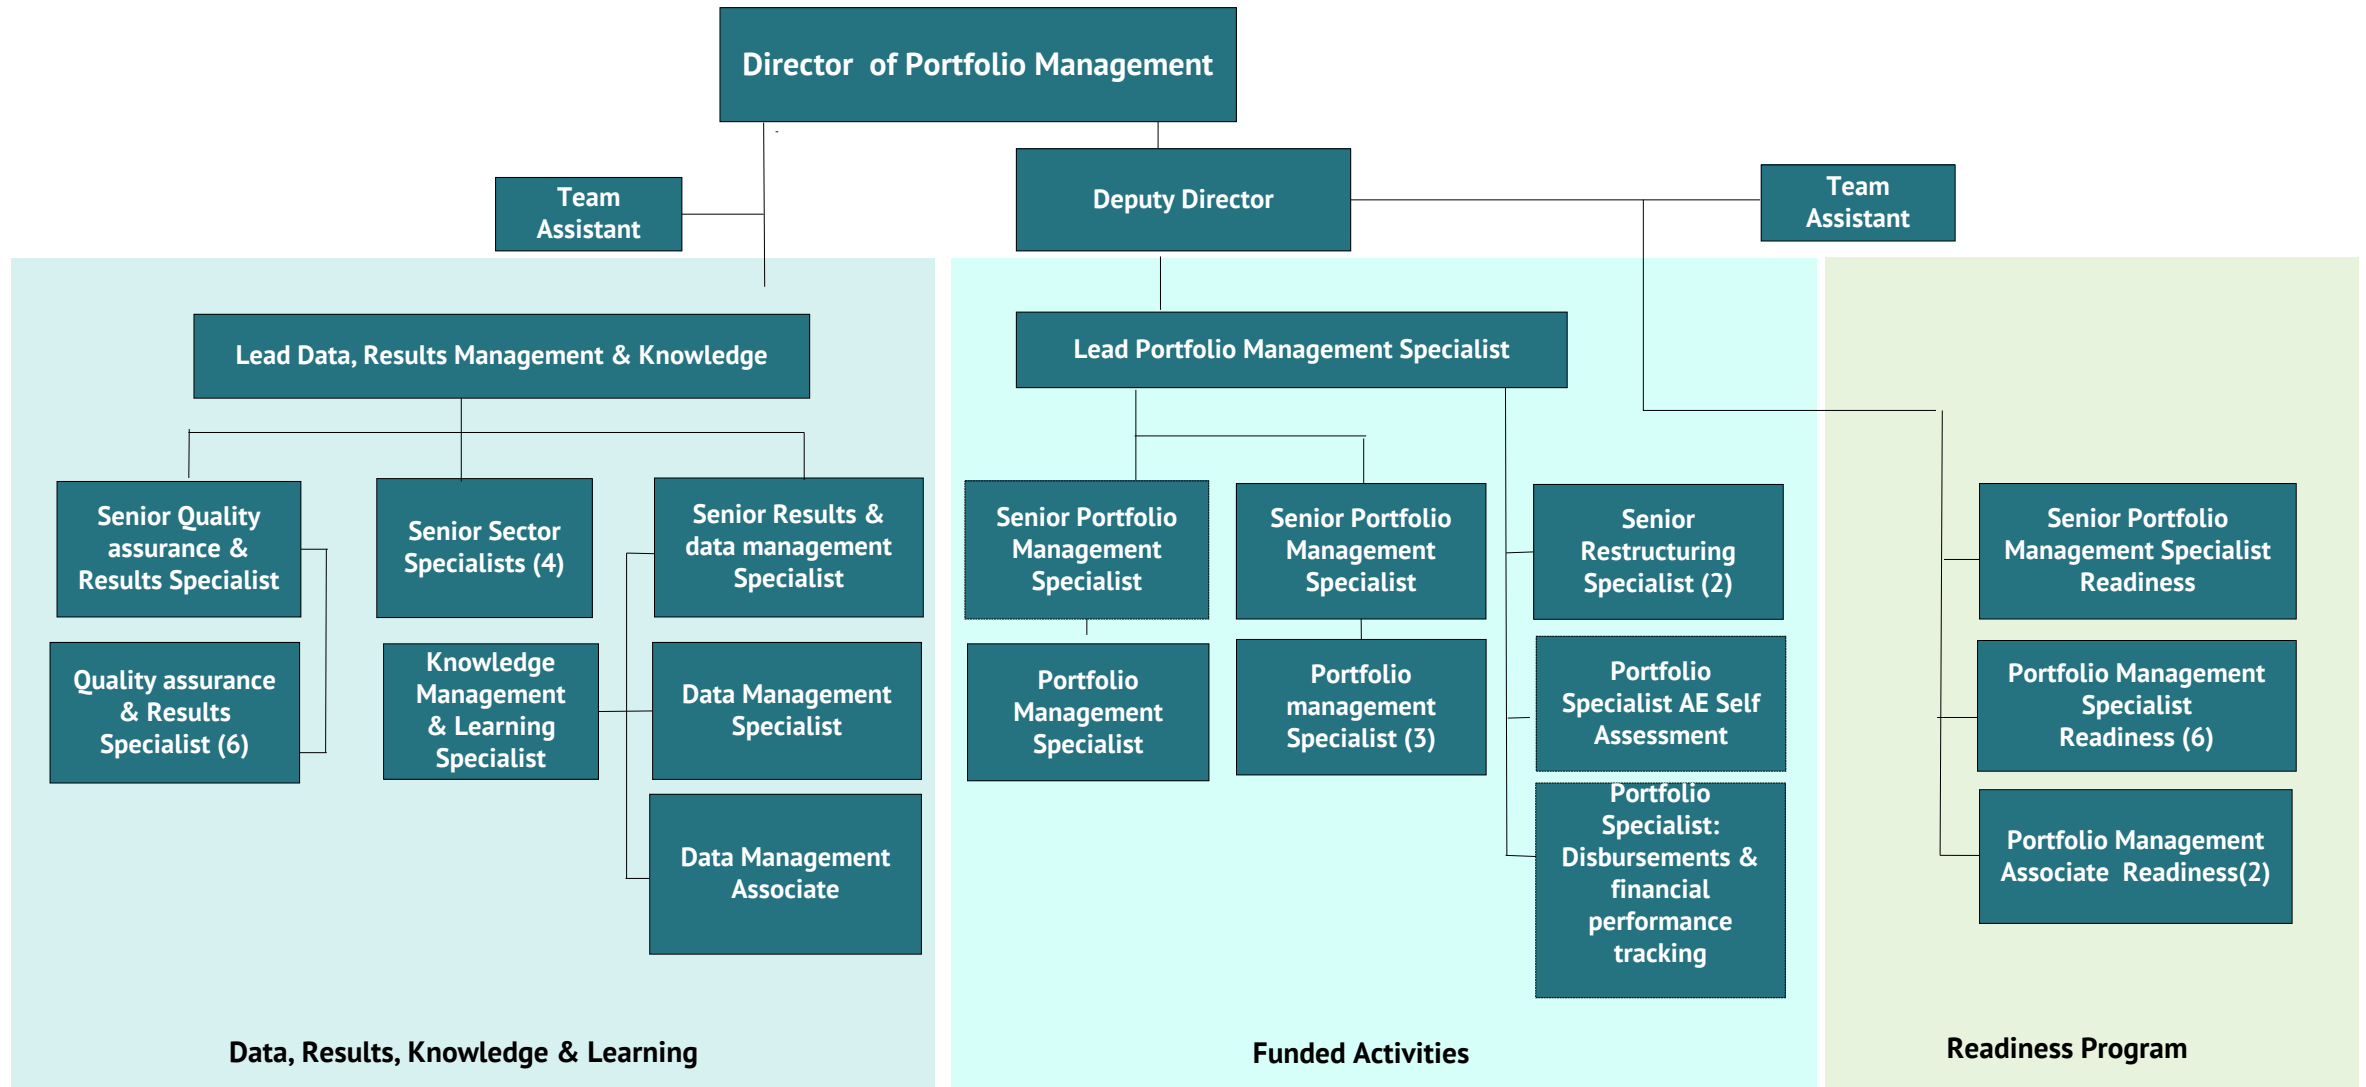 Director of Portfolio Management
Team
Assistant
Deputy Director
Team
Assistant
Lead Data, Results Management & Knowledge
Senior Quality
assurance &
Results Specialist
Quality assurance
& Results
Specialist (6)
Senior Sector
Specialists (4)
Knowledge
Management
& Learning
Specialist
Senior Results &
data management
Specialist
Data Management
Specialist
Data Management
Associate
Data, Results, Knowledge & Learning
Lead Portfolio Management Specialist
Senior Portfolio
Management
Specialist
Portfolio
Management
Specialist
Senior Portfolio
Management
Specialist
Portfolio
management
Specialist (3)
Senior
Restructuring
Specialist (2)
Portfolio
Specialist AE Self
Assessment
Portfolio
Specialist:
Disbursements &
financial
performance
tracking
Funded Activities
Senior Portfolio
Management Specialist
Readiness
Portfolio Management
Specialist
Readiness (6)
Portfolio Management
Associate Readiness(2)
Readiness Program